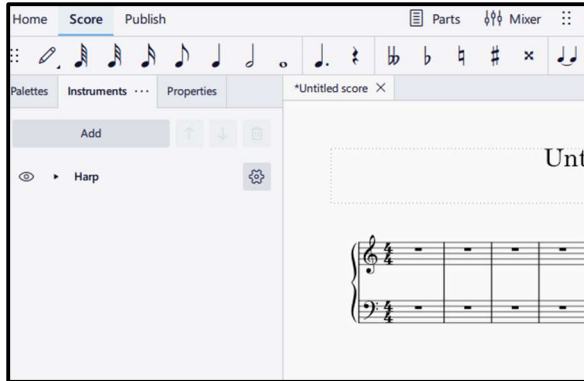 Home Score Publish Parts Mixer
Palettes Instruments ··· Properties *Untitled score
Add
Harp
Unt